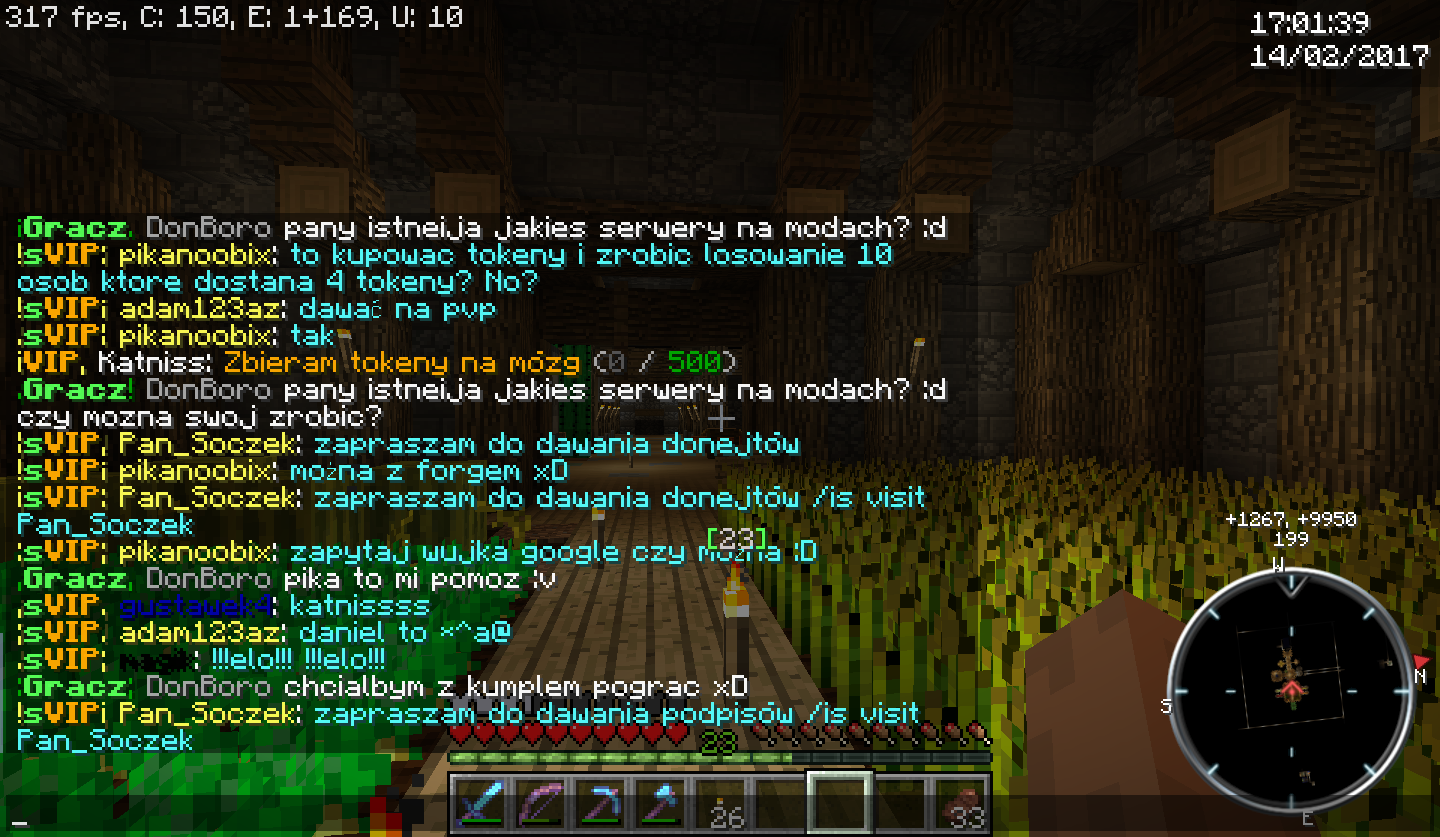 317 fps, C: 150, E: 1+169, U: 10
17:01:39
14/02/2017
Gracz DonBoro pany istneija jakies serwery na modach? :d
sVIP pikanoobix: to kupowac tokeny i zrobic losowanie 10
osob ktore dostana 4 tokeny? No?
sVIP adam123az: dawać na pvp
sVIP pikanoobix: tak
VIP Katniss: Zbieram tokeny na mózg (0 / 500)
Gracz DonBoro pany istneija jakies serwery na modach? :d
czy mozna swoj zrobic?
sVIP Pan_Soczek: zapraszam do dawania donejtów
sVIP pikanoobix: można z forgem xD
sVIP Pan_Soczek: zapraszam do dawania donejtów /is visit
Pan_Soczek
[23]
sVIP pikanoobix: zapytaj wujka google czy można :D
Gracz DonBoro pika to mi pomoz :v
sVIP gustawek4: katnissss
sVIP adam123az: daniel to ×^a@
sVIP : !!!elo!!! !!!elo!!!
Gracz DonBoro chcialbym z kumplem pograc xD
sVIP Pan_Soczek: zapraszam do dawania podpisów /is visit
Pan_Soczek
+1267, +9950
199
W
N
S
E
28
26
33
_